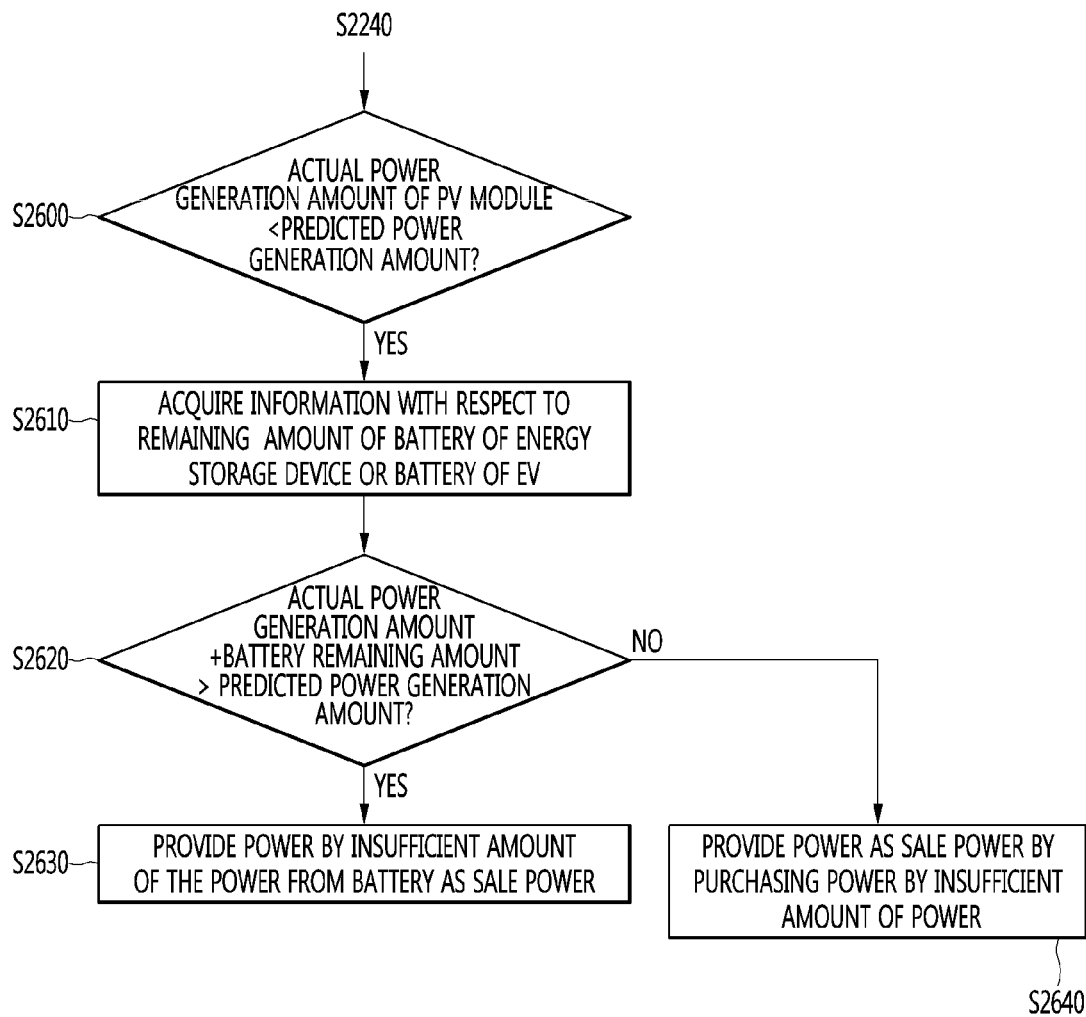 S2240
S2600
ACTUAL POWER
GENERATION AMOUNT OF PV MODULE
<PREDICTED POWER
GENERATION AMOUNT?
YES
S2610
ACQUIRE INFORMATION WITH RESPECT TO
REMAINING AMOUNT OF BATTERY OF ENERGY
STORAGE DEVICE OR BATTERY OF EV
S2620
ACTUAL POWER
GENERATION AMOUNT
+BATTERY REMAINING AMOUNT
> PREDICTED POWER GENERATION
AMOUNT?
NO
YES
S2630
PROVIDE POWER BY INSUFFICIENT AMOUNT
OF THE POWER FROM BATTERY AS SALE POWER
PROVIDE POWER AS SALE POWER BY
PURCHASING POWER BY INSUFFICIENT
AMOUNT OF POWER
S2640